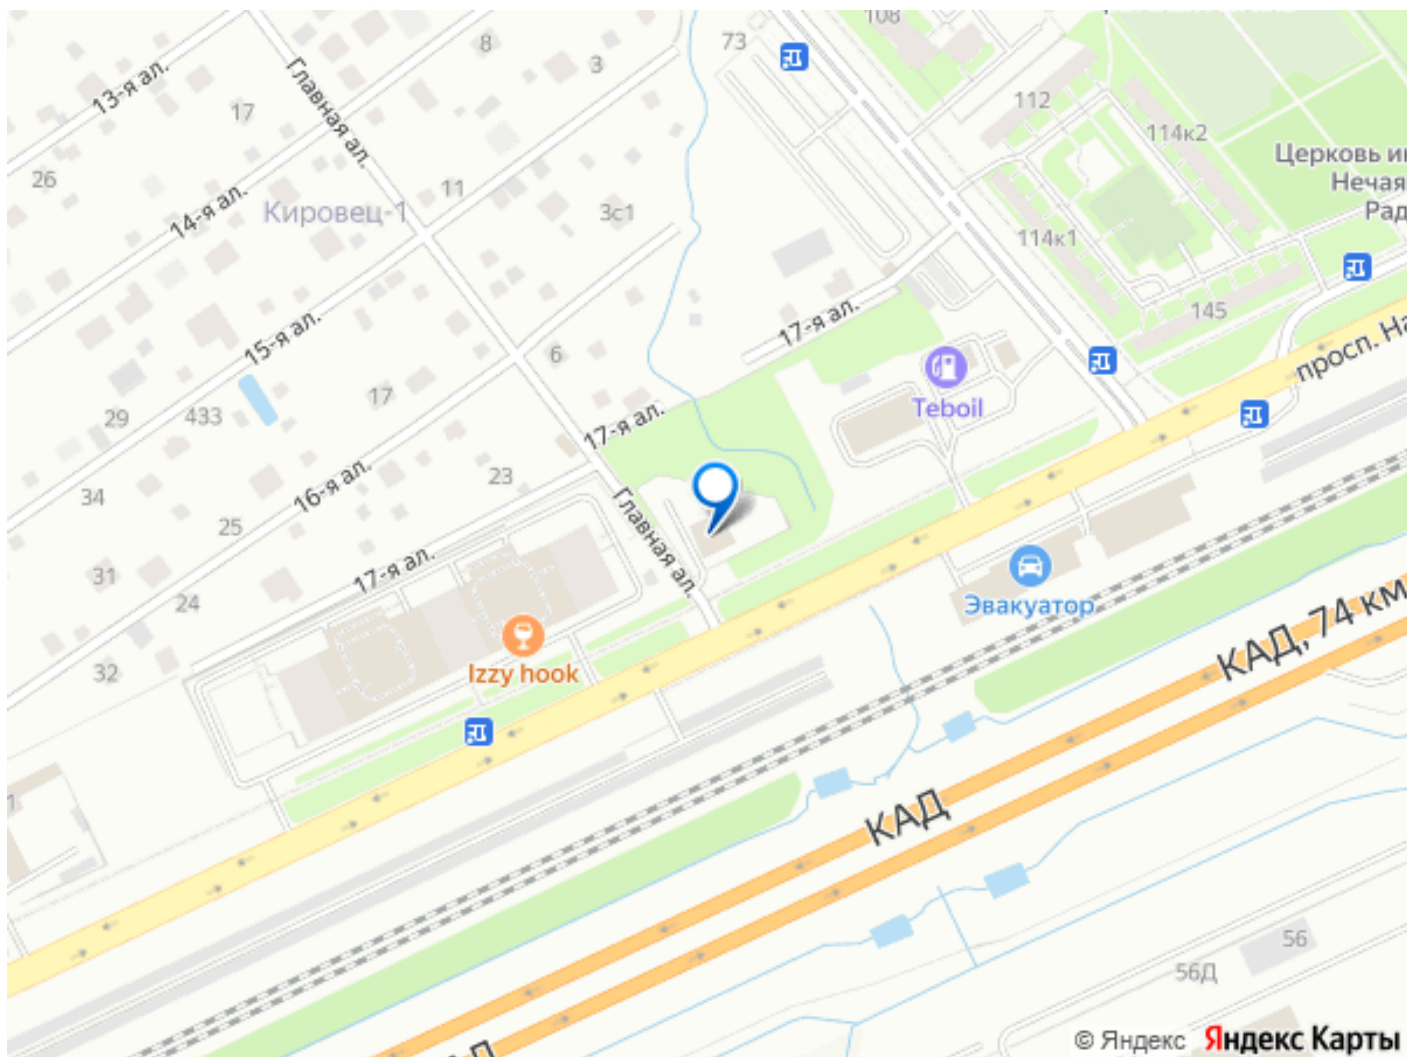 108
73
8
3
13-я ал.
17
Главная ал.
112
114к2
Церковь и
Нечая
Рад
26
14-я ал.
Кировец-1
11
3с1
114к1
145
15-я ал.
17-я ал.
просп. На
6
Teboil
29
433
17
17-я ал.
34
16-я ал.
23
25
Главная ал.
17-я ал.
31
24
Эвакуатор
КАД, 74 км
32
Izzy hook
1
КАД
56
56Д
© Яндекс
Яндекс Карты